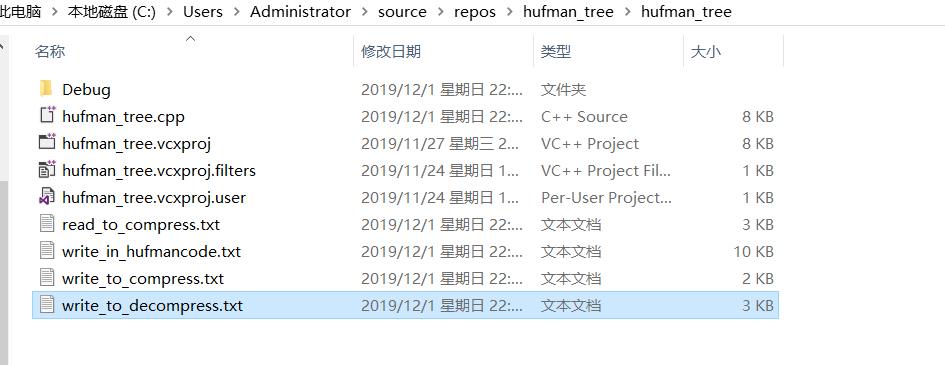 此电脑 > 本地磁盘 (C:) > Users > Administrator > source > repos > hufman_tree > hufman_tree
名称 修改日期 类型 大小
Debug 2019/12/1 星期日 22:... 文件夹
hufman_tree.cpp 2019/12/1 星期日 22:... C++ Source 8 KB
hufman_tree.vcxproj 2019/11/27 星期三 2... VC++ Project 8 KB
hufman_tree.vcxproj.filters 2019/11/24 星期日 1... VC++ Project Fil... 1 KB
hufman_tree.vcxproj.user 2019/11/24 星期日 1... Per-User Project... 1 KB
read_to_compress.txt 2019/12/1 星期日 22:... 文本文档 3 KB
write_in_hufmancode.txt 2019/12/1 星期日 22:... 文本文档 10 KB
write_to_compress.txt 2019/12/1 星期日 22:... 文本文档 2 KB
write_to_decompress.txt 2019/12/1 星期日 22:... 文本文档 3 KB